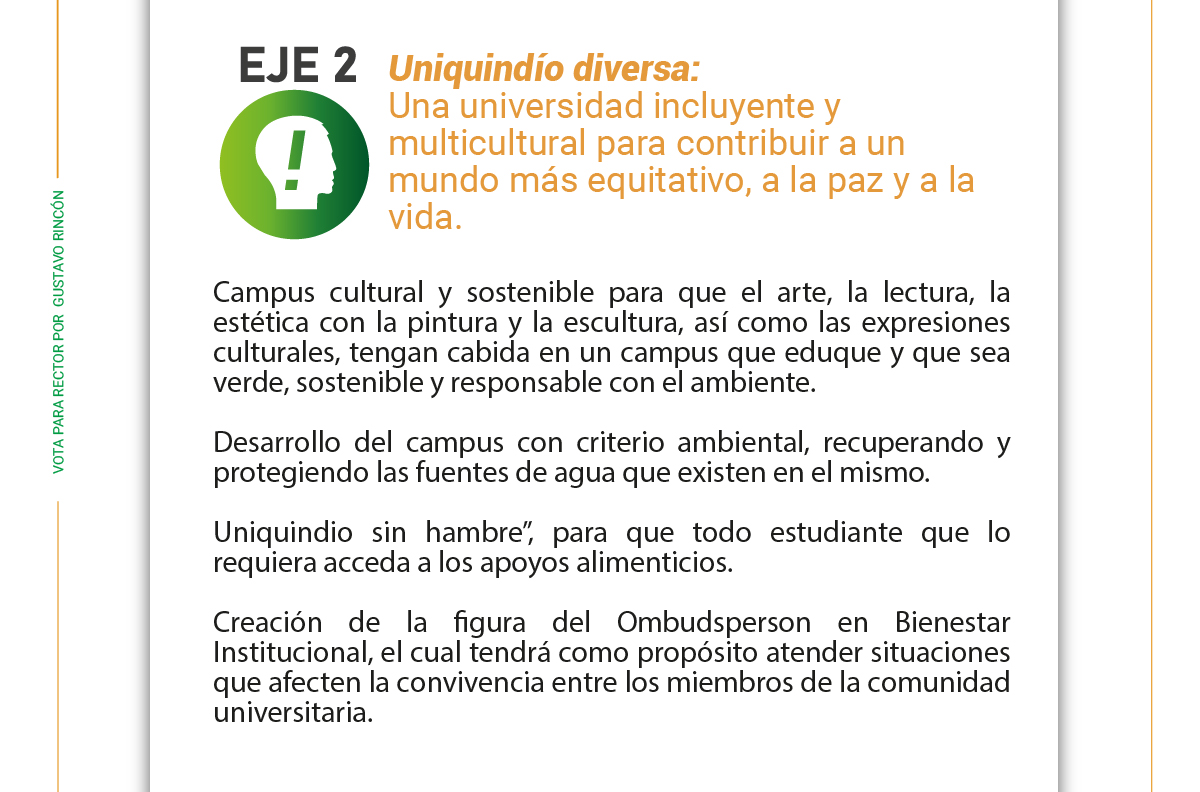 EJE 2
!
Uniquindío diversa:
Una universidad incluyente y
multicultural para contribuir a un
mundo más equitativo, a la paz y a la
vida.
VOTA PARA RECTOR POR GUSTAVO RINCÓN
Campus cultural y sostenible para que el arte, la lectura, la
estética con la pintura y la escultura, así como las expresiones
culturales, tengan cabida en un campus que eduque y que sea
verde, sostenible y responsable con el ambiente.
Desarrollo del campus con criterio ambiental, recuperando y
protegiendo las fuentes de agua que existen en el mismo.
Uniquindio sin hambre”, para que todo estudiante que lo
requiera acceda a los apoyos alimenticios.
Creación de la figura del Ombudsperson en Bienestar
Institucional, el cual tendrá como propósito atender situaciones
que afecten la convivencia entre los miembros de la comunidad
universitaria.